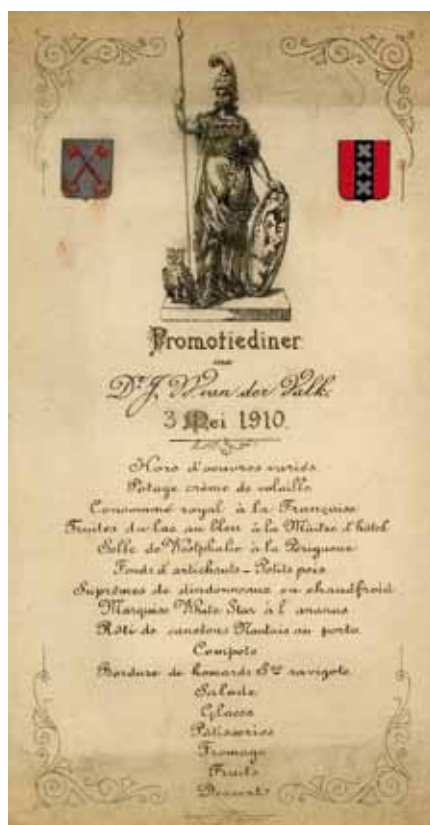 Promotiediner
van
Dr J. W. van der Valk.
3 Mei 1910.
Hors d'oeuvres variés
Potage crème de volaille
Consommé royal à la Française
Truites du lac au bleu à la Maître d'hôtel
Selle de Westphalie à la Périgueux
Fonds d'artichauts - Petits pois
Suprêmes de dindonneaux en chaudfroid
Marquise White Star à l'ananas
Rôti de canetons Nantais au porto
Compote
Bordure de homards Sce ravigote
Salade
Glaces
Pâtisseries
Fromage
Fruits
Desserts